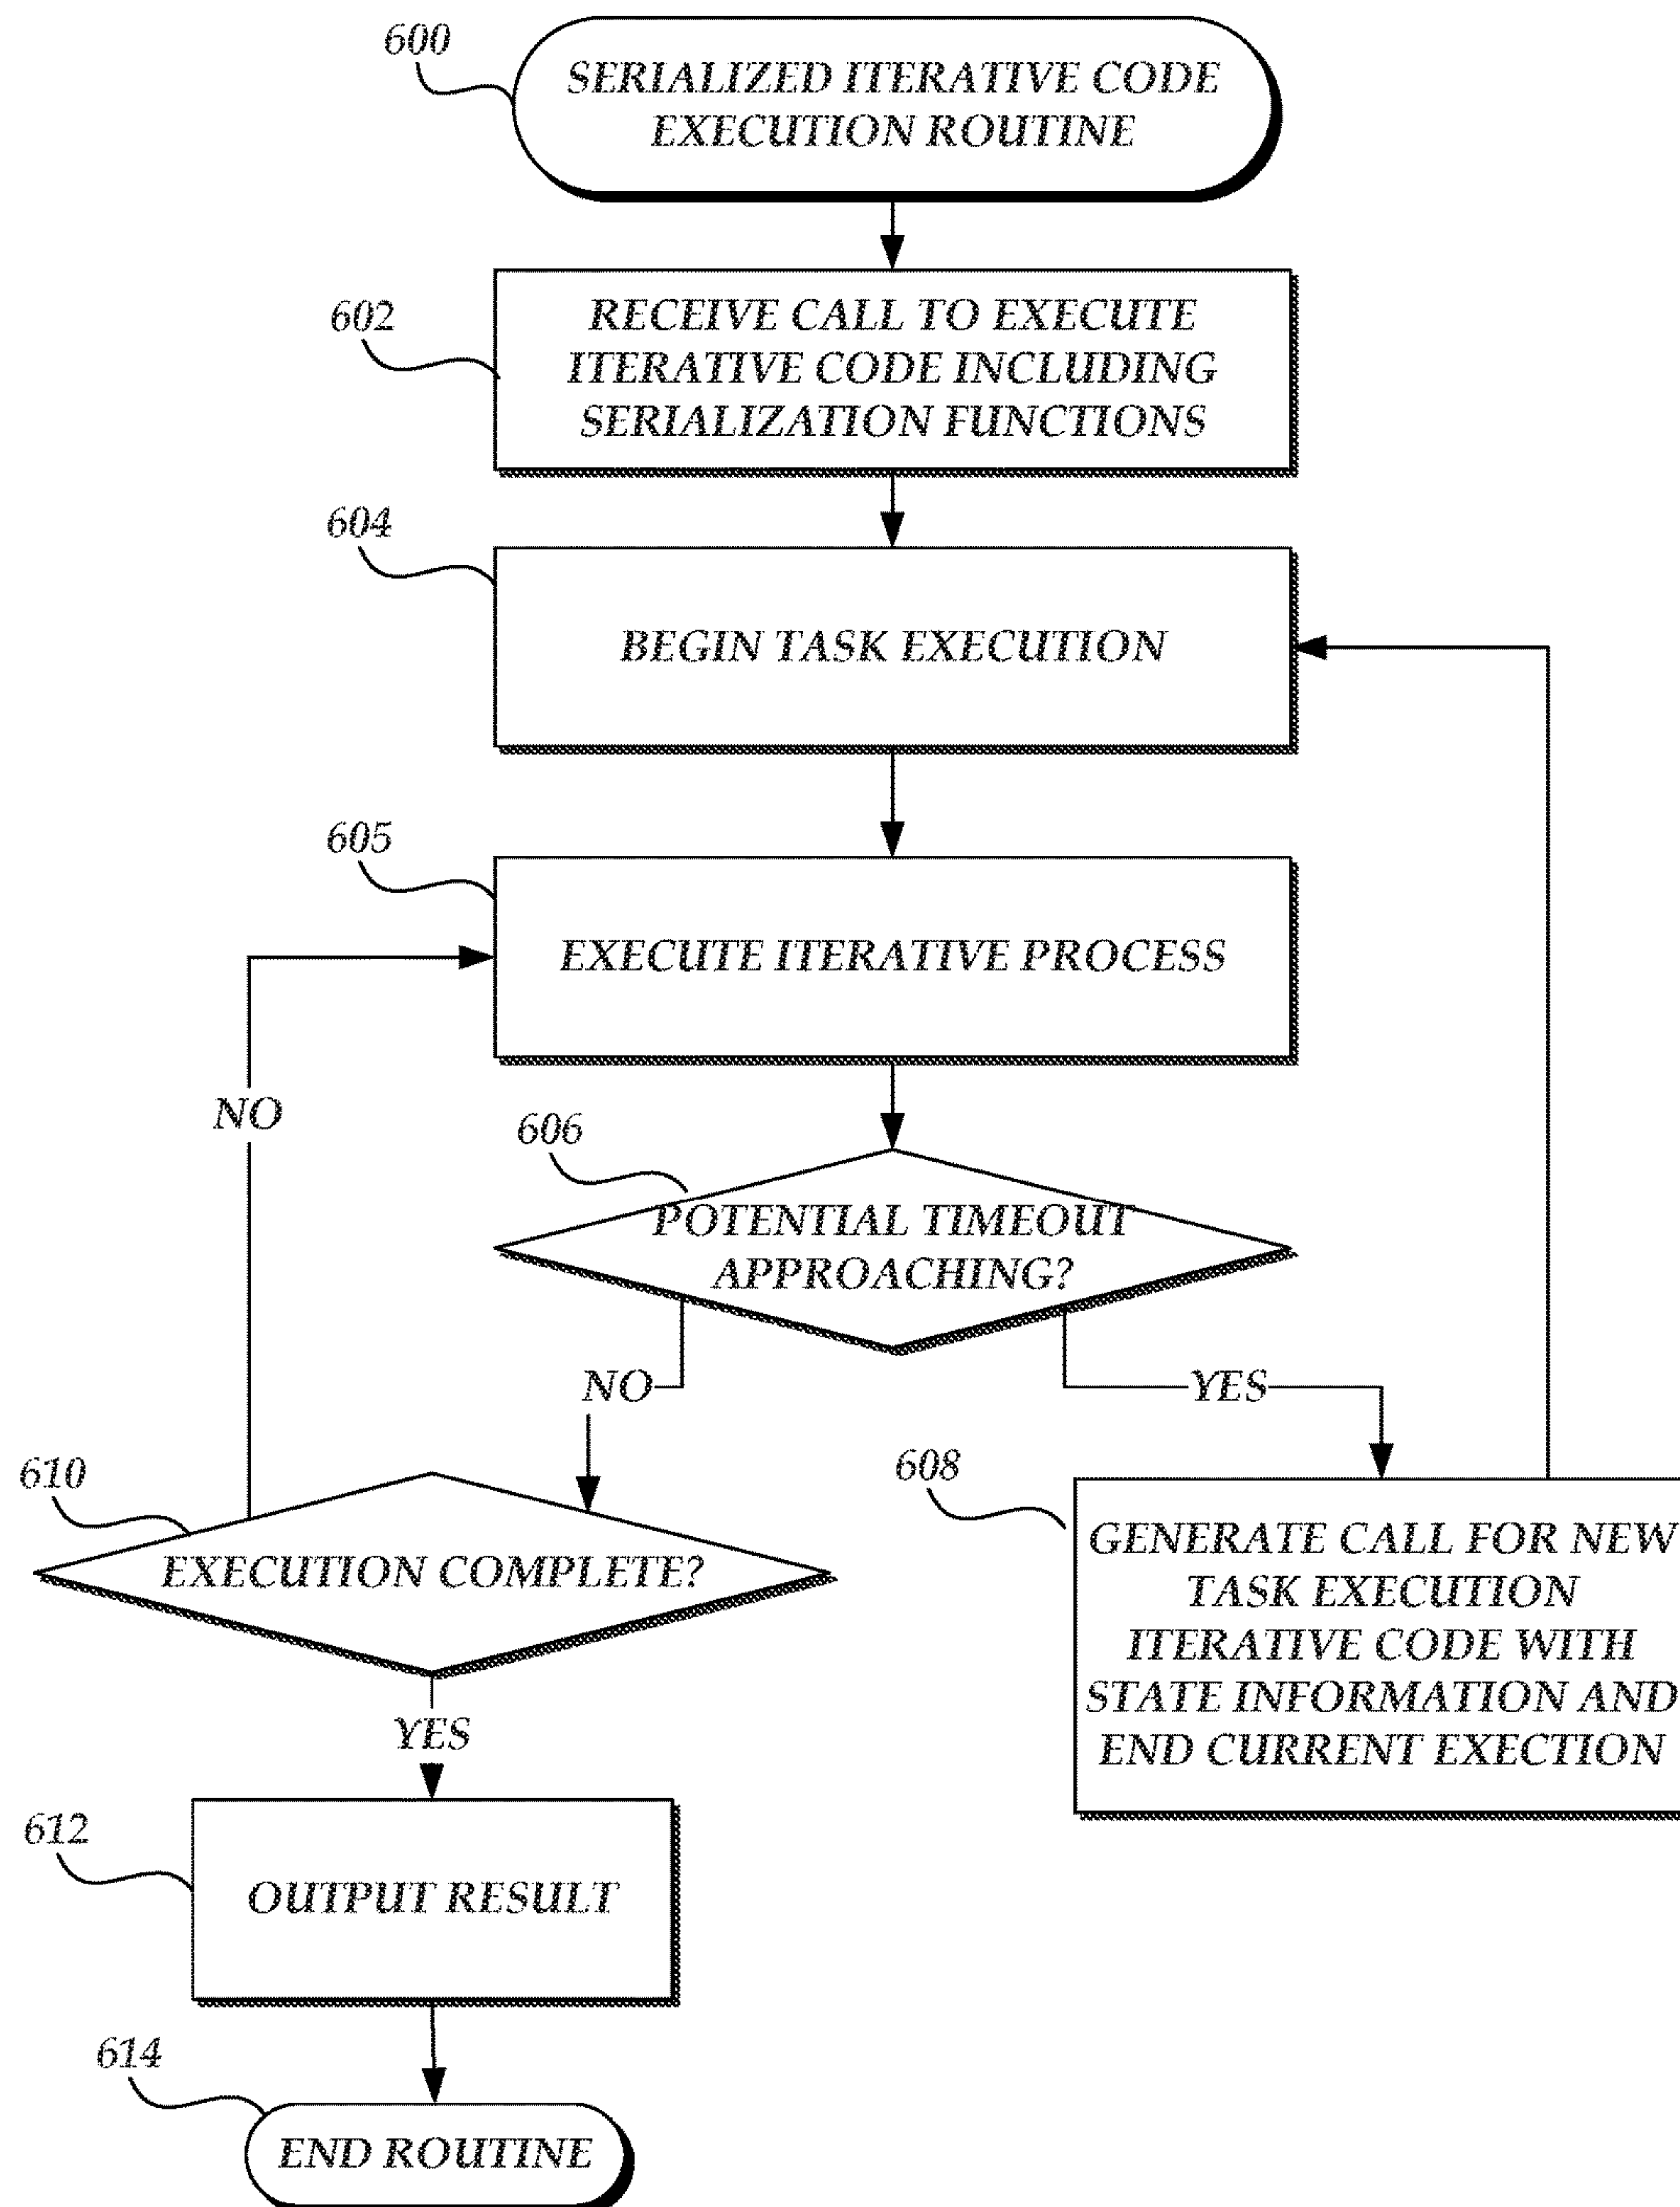 600
SERIALIZED ITERATIVE CODE
EXECUTION ROUTINE
602
RECEIVE CALL TO EXECUTE
ITERATIVE CODE INCLUDING
SERIALIZATION FUNCTIONS
604
BEGIN TASK EXECUTION
605
EXECUTE ITERATIVE PROCESS
NO
606
POTENTIAL TIMEOUT
APPROACHING?
NO
YES
610
EXECUTION COMPLETE?
608
GENERATE CALL FOR NEW
TASK EXECUTION
ITERATIVE CODE WITH
STATE INFORMATION AND
END CURRENT EXECTION
YES
612
OUTPUT RESULT
614
END ROUTINE